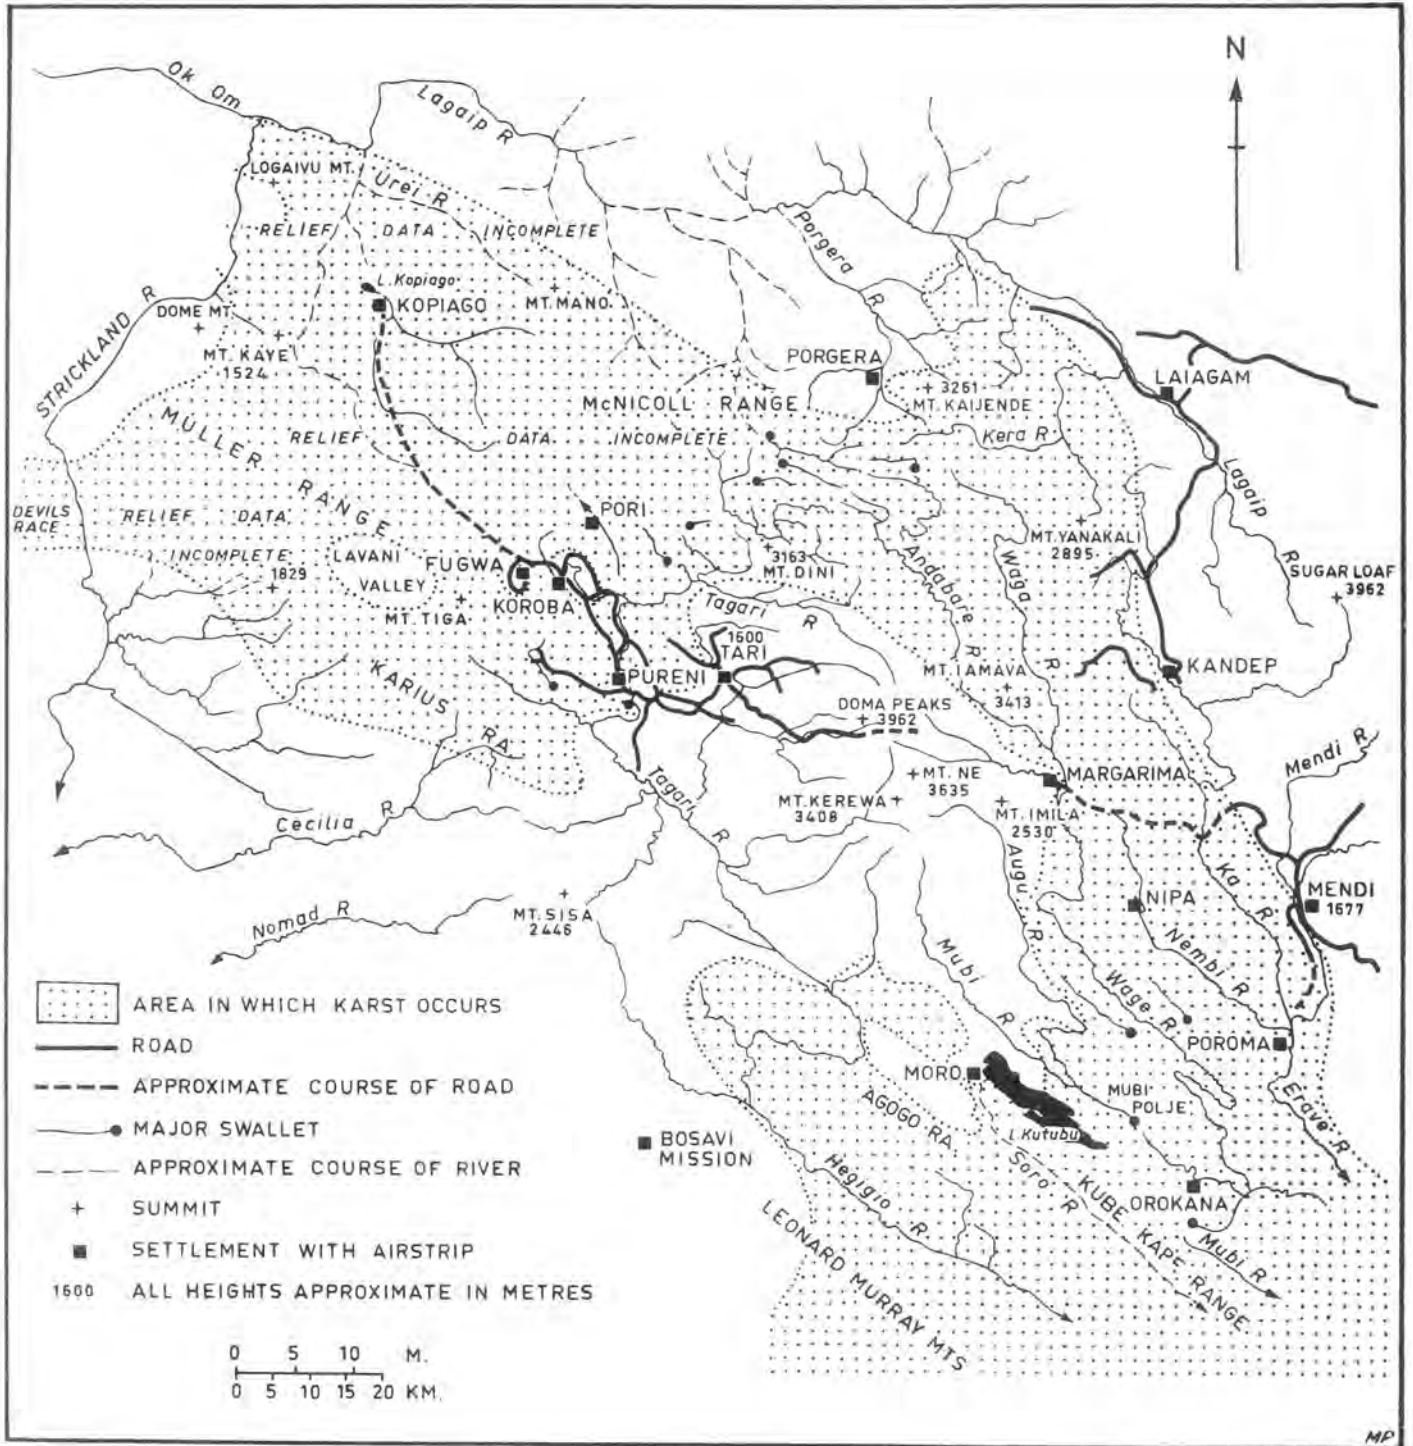 N
Ok Om
Lagaip R
LOGAIVU MT.
Urei R
RELIEF DATA INCOMPLETE
Porgera R
L. Kopiago
KOPIAGO
MT. MANO
STRICKLAND R
DOME MT.
MT. KAYE
1524
PORGERA
3261
MT. KAIJENDE
LAIAGAM
McNICOLL RANGE
MULLER RANGE
RELIEF DATA INCOMPLETE
Kera R
Lagaip R
DEVILS
RACE
RELIEF DATA
INCOMPLETE
1829
LAVANI
VALLEY
PORI
FUGWA
KOROBA
MT. TIGA
3163
MT. DINI
Andabare R
Waga R
MT. YANAKALI
2895
SUGAR LOAF
3962
Tagari R
1600
TARI
PURENI
KARIUS RA
MT. IAMAVA
3413
KANDEP
DOMA PEAKS
3962
MT. NE
3635
MARGARIMA
Mendi R
MT. KEREWA
3408
MT. IMILA
2530
Tagari R
Cecilia R
Augu R
Ka R
MENDI
1677
NIPA
MT. SISA
2446
Nomad R
Mubi R
Nembi R
Wage R
POROMA
MORO
MUBI
POLJE
Erave R
AGOGO RA
L. Kutubu
BOSAVI
MISSION
Hegigio R
Soro R
OROKANA
KUBE KAPE RANGE
Mubi R
LEONARD MURRAY MTS
AREA IN WHICH KARST OCCURS
ROAD
APPROXIMATE COURSE OF ROAD
MAJOR SWALLET
APPROXIMATE COURSE OF RIVER
SUMMIT
SETTLEMENT WITH AIRSTRIP
1600 ALL HEIGHTS APPROXIMATE IN METRES
0 5 10 M.
0 5 10 15 20 KM.
MP